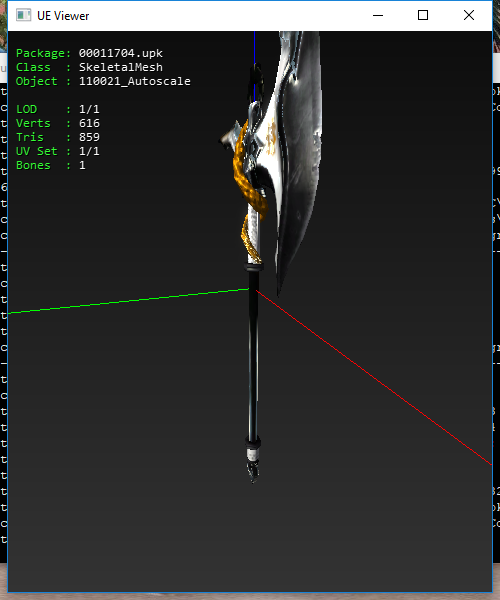 UE Viewer
Package: 00011704.upk
Class : SkeletalMesh
Object : 110021_Autoscale
LOD : 1/1
Verts : 616
Tris : 859
UV Set : 1/1
Bones : 1